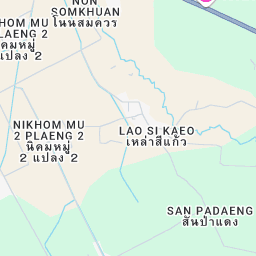 NON
SOMKHUAN
โนนสมควร
HOM MU
PLAENG 2
นิคมหมู่
แปลง 2
NIKHOM MU
2 PLAENG 2
นิคมหมู่
2 แปลง 2
LAO SI KAEO
เหล่าสีแก้ว
SAN PADAENG
สันป่าแดง